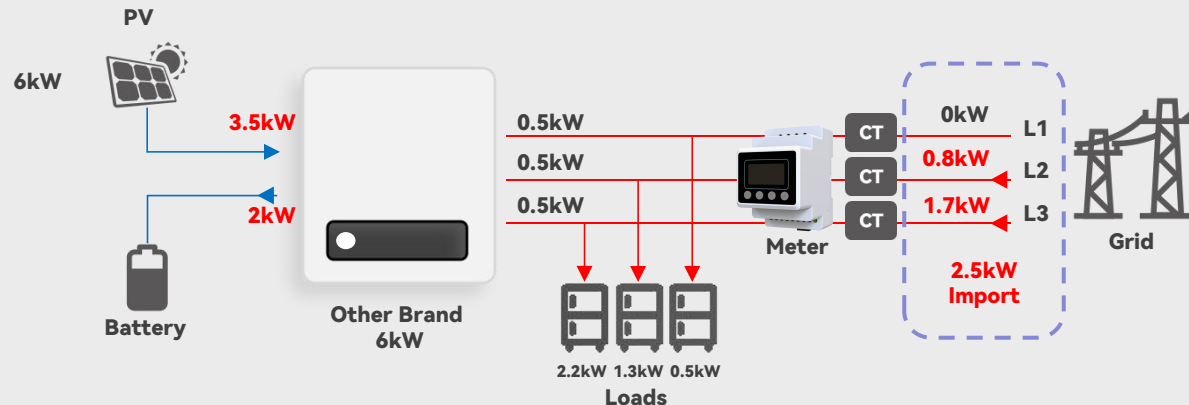 PV
6kW
3.5kW
2kW
Battery
Other Brand
6kW
0.5kW
0.5kW
0.5kW
2.2kW
1.3kW
0.5kW
Loads
Meter
CT
CT
CT
0kW
L1
0.8kW
L2
1.7kW
L3
2.5kW
Import
Grid